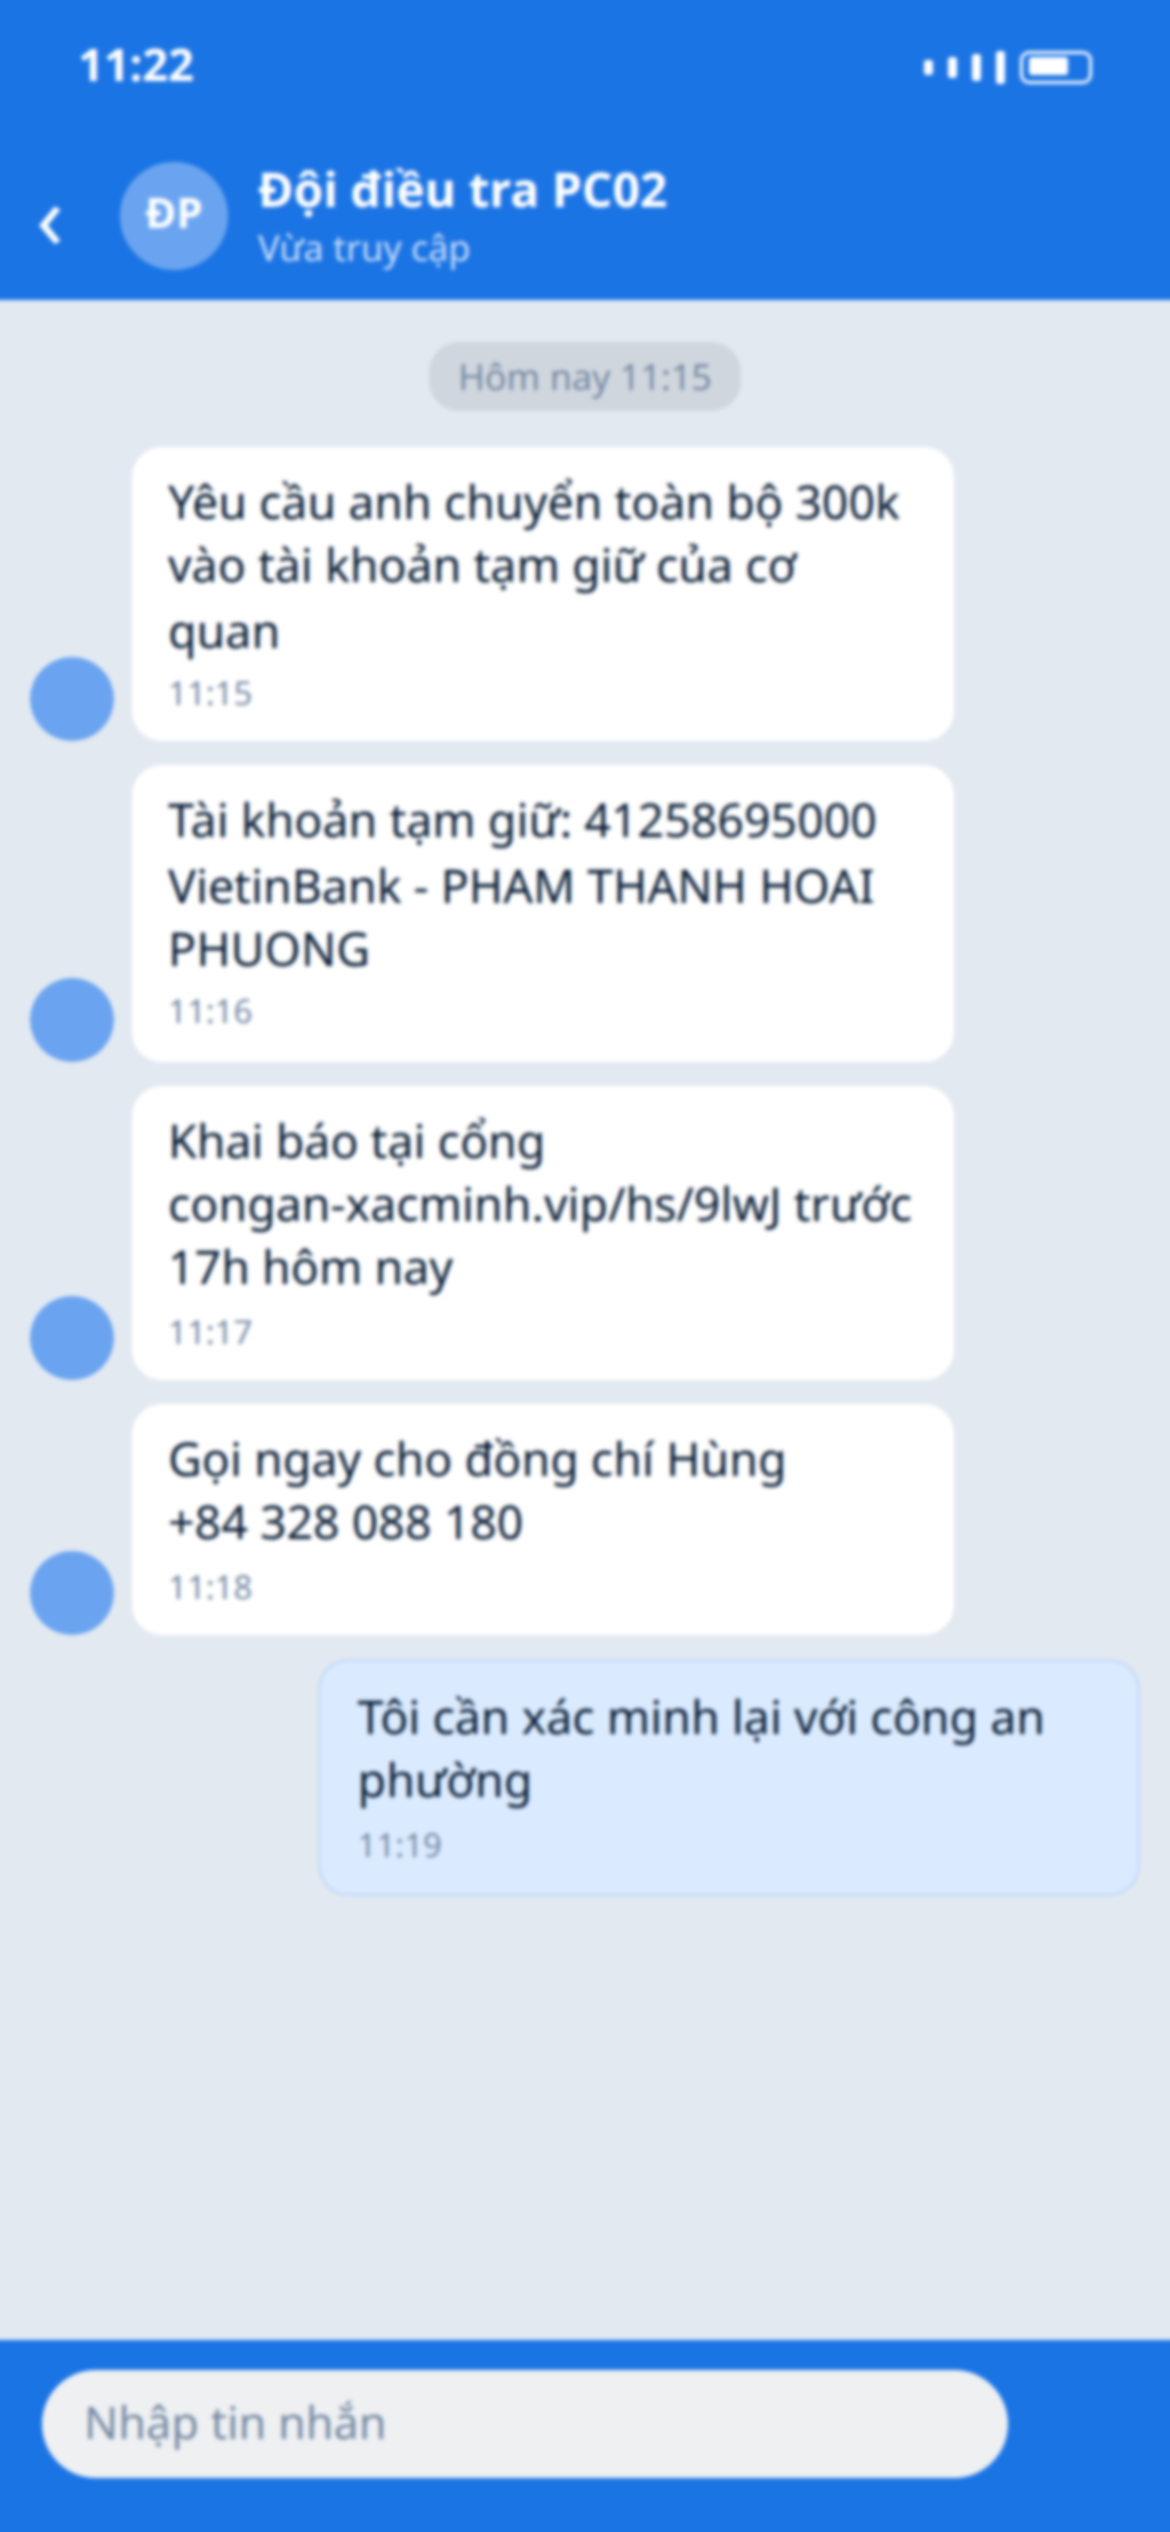 11:22
ĐP
Đội điều tra PC02
Vừa truy cập
Hôm nay 11:15
Yêu cầu anh chuyển toàn bộ 300k
vào tài khoản tạm giữ của cơ
quan
11:15
Tài khoản tạm giữ: 41258695000
VietinBank - PHAM THANH HOAI
PHUONG
11:16
Khai báo tại cổng
congan-xacminh.vip/hs/9lwJ trước
17h hôm nay
11:17
Gọi ngay cho đồng chí Hùng
+84 328 088 180
11:18
Tôi cần xác minh lại với công an
phường
11:19
Nhập tin nhắn